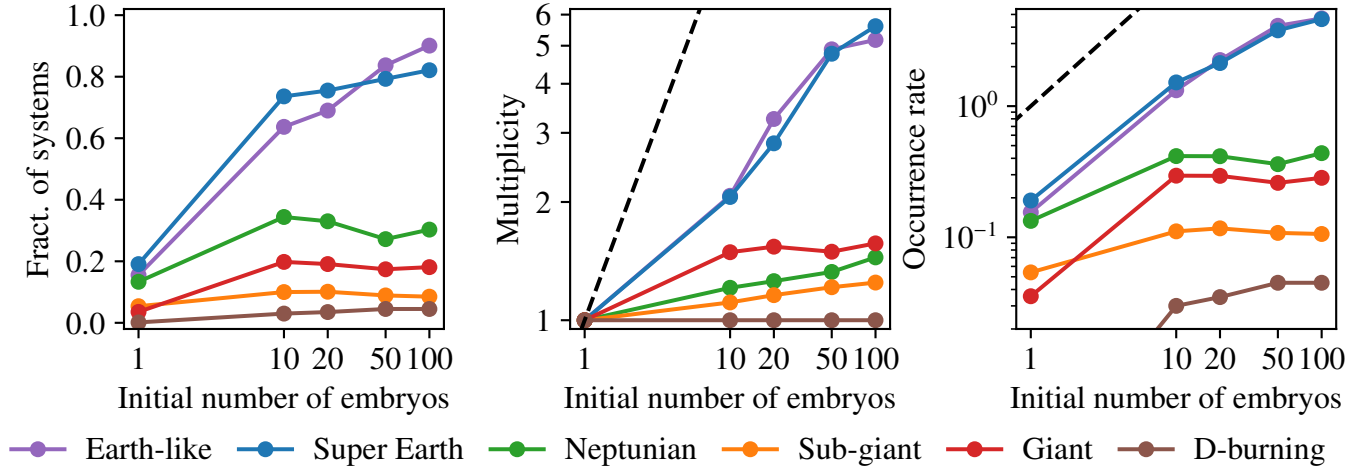 Fract. of systems
1.0
0.8
0.6
0.4
0.2
0.0
1 10 20 50 100
Initial number of embryos
Multiplicity
6
5
4
3
2
1
1 10 20 50 100
Initial number of embryos
Occurrence rate
10⁰
10⁻¹
1 10 20 50 100
Initial number of embryos
Earth-like Super Earth Neptunian Sub-giant Giant D-burning